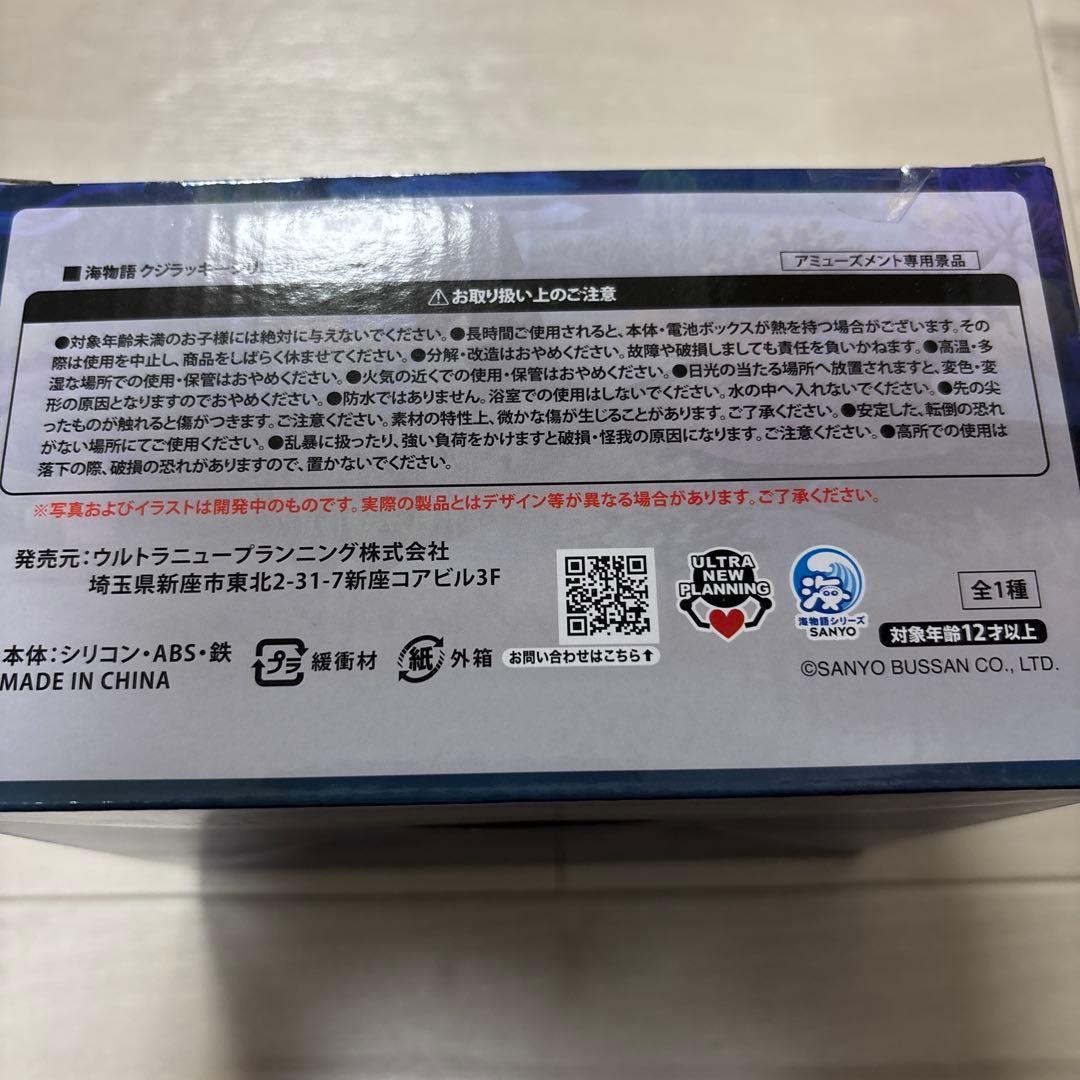 ■ 海物語 クジラッキーシリ
アミューズメント専用景品
⚠お取り扱い上のご注意
●対象年齢未満のお子様には絶対に与えないでください。●長時間ご使用されると、本体・電池ボックスが熱を持つ場合がございます。その
際は使用を中止し、商品をしばらく休ませてください。●分解・改造はおやめください。故障や破損しましても責任を負いかねます。●高温・多
湿な場所での使用・保管はおやめください。●火気の近くでの使用・保管はおやめください。●日光の当たる場所へ放置されますと、変色・変
形の原因となりますのでおやめください。●防水ではありません。浴室での使用はしないでください。水の中へ入れないでください。●先の尖
ったものが触れると傷がつきます。ご注意ください。素材の特性上、微かな傷が生じることがあります。ご了承ください。●安定した、転倒の恐れ
がない場所にてご使用ください。●乱暴に扱ったり、強い負荷をかけますと破損・怪我の原因になります。ご注意ください。●高所での使用は
落下の際、破損の恐れがありますので、置かないでください。
※写真およびイラストは開発中のものです。実際の製品とはデザイン等が異なる場合があります。ご了承ください。
発売元：ウルトラニュープランニング株式会社
埼玉県新座市東北2-31-7新座コアビル3F
本体：シリコン・ABS・鉄
MADE IN CHINA
プラ 緩衝材
紙 外箱
お問い合わせはこちら↑
ULTRA
NEW
PLANNING
海
海物語シリーズ
SANYO
全1種
対象年齢12才以上
©SANYO BUSSAN CO., LTD.